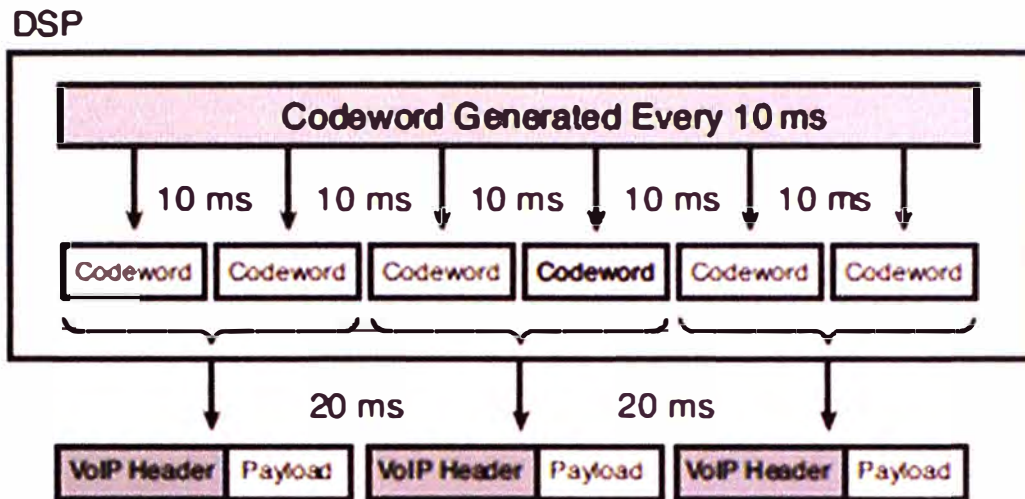 DSP
Codeword Generated Every 10 ms
10 ms 10 ms 10 ms 10 ms 10 ms
Codeword Codeword Codeword Codeword Codeword Codeword
20 ms 20 ms
VoIP Header Payload VoIP Header Payload VoIP Header Payload